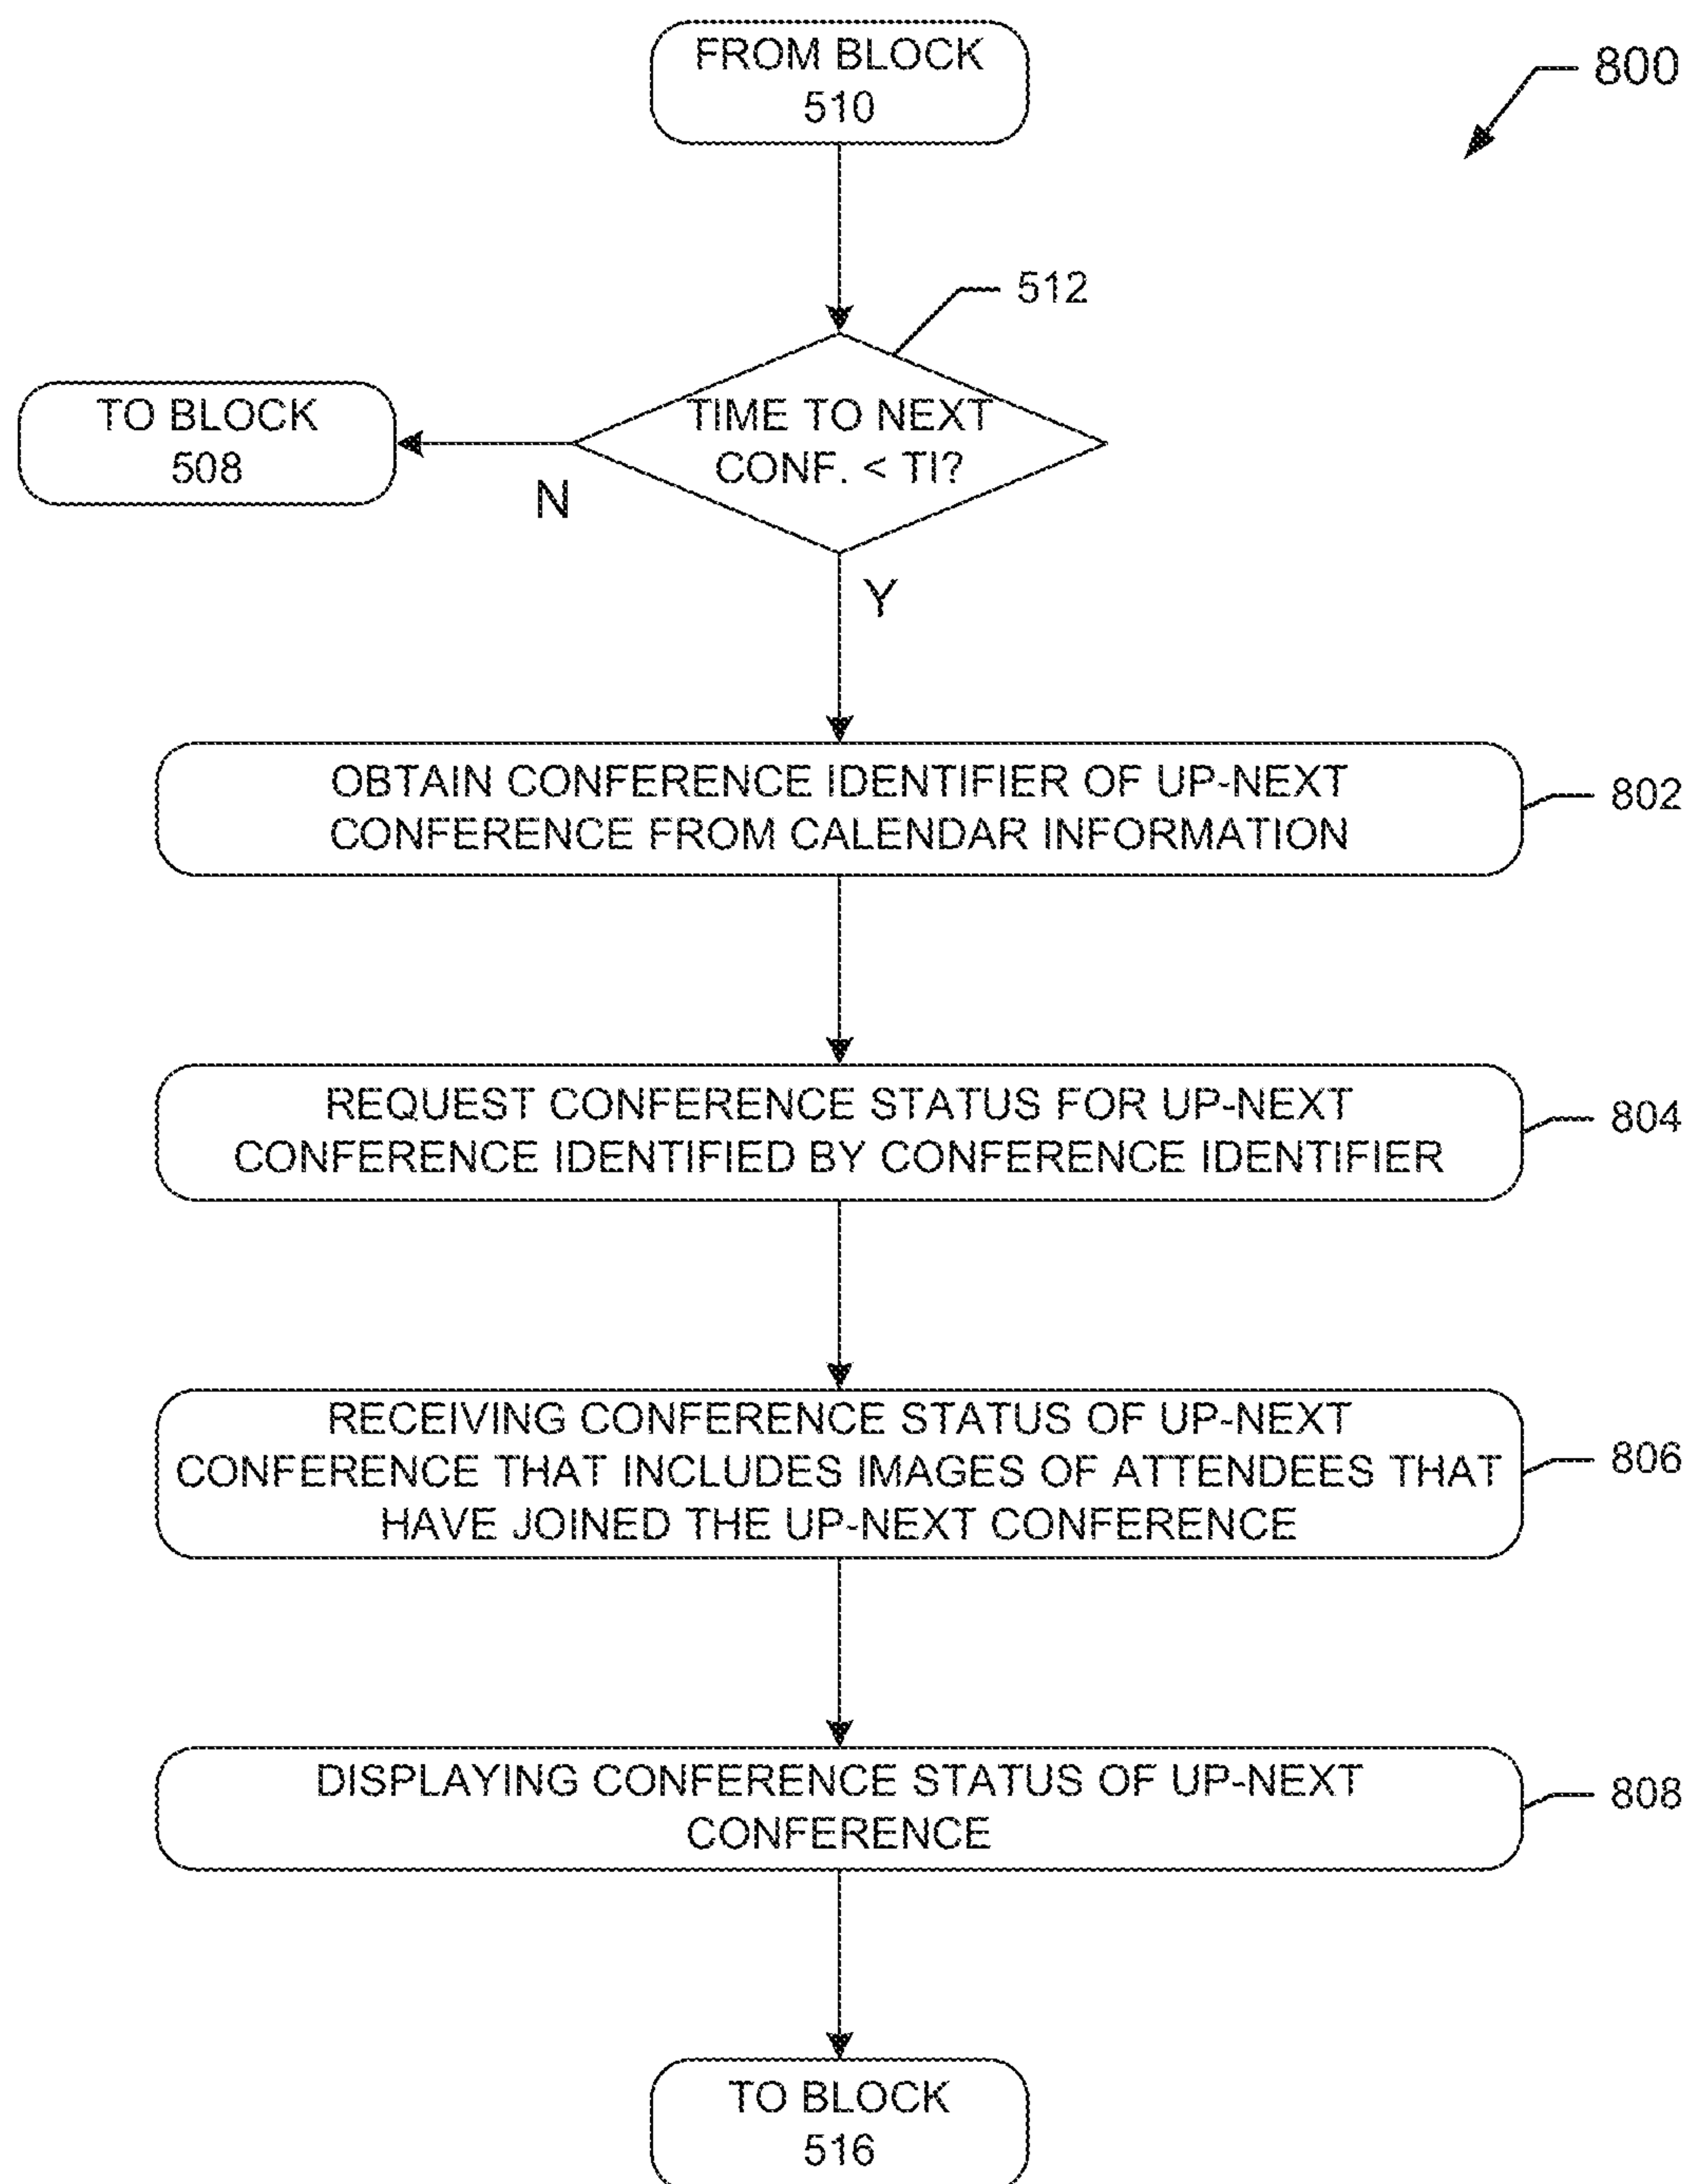 FROM BLOCK
510
800
512
TIME TO NEXT
CONF. < TI?
TO BLOCK
508
N
Y
OBTAIN CONFERENCE IDENTIFIER OF UP-NEXT
CONFERENCE FROM CALENDAR INFORMATION
802
REQUEST CONFERENCE STATUS FOR UP-NEXT
CONFERENCE IDENTIFIED BY CONFERENCE IDENTIFIER
804
RECEIVING CONFERENCE STATUS OF UP-NEXT
CONFERENCE THAT INCLUDES IMAGES OF ATTENDEES THAT
HAVE JOINED THE UP-NEXT CONFERENCE
806
DISPLAYING CONFERENCE STATUS OF UP-NEXT
CONFERENCE
808
TO BLOCK
516